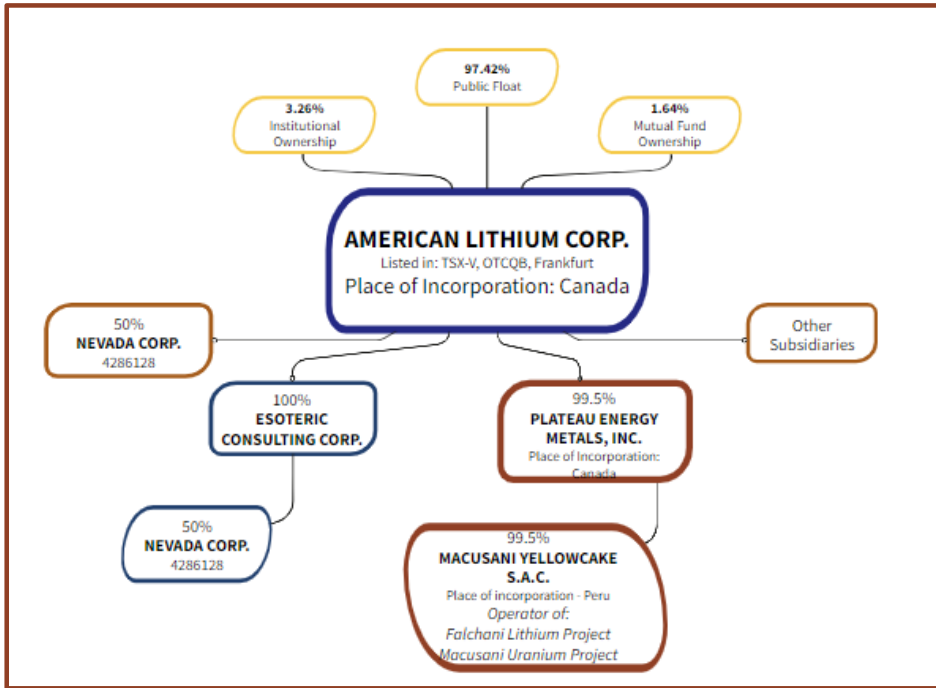 97.42%
Public Float
3.26%
Institutional
Ownership
1.64%
Mutual Fund
Ownership
AMERICAN LITHIUM CORP.
Listed in: TSX-V, OTCQB, Frankfurt
Place of Incorporation: Canada
50%
NEVADA CORP.
4286128
Other
Subsidiaries
100%
ESOTERIC
CONSULTING CORP.
99.5%
PLATEAU ENERGY
METALS, INC.
Place of Incorporation:
Canada
50%
NEVADA CORP.
4286128
99.5%
MACUSANI YELLOWCAKE
S.A.C.
Place of incorporation - Peru
Operator of:
Falchani Lithium Project
Macusani Uranium Project